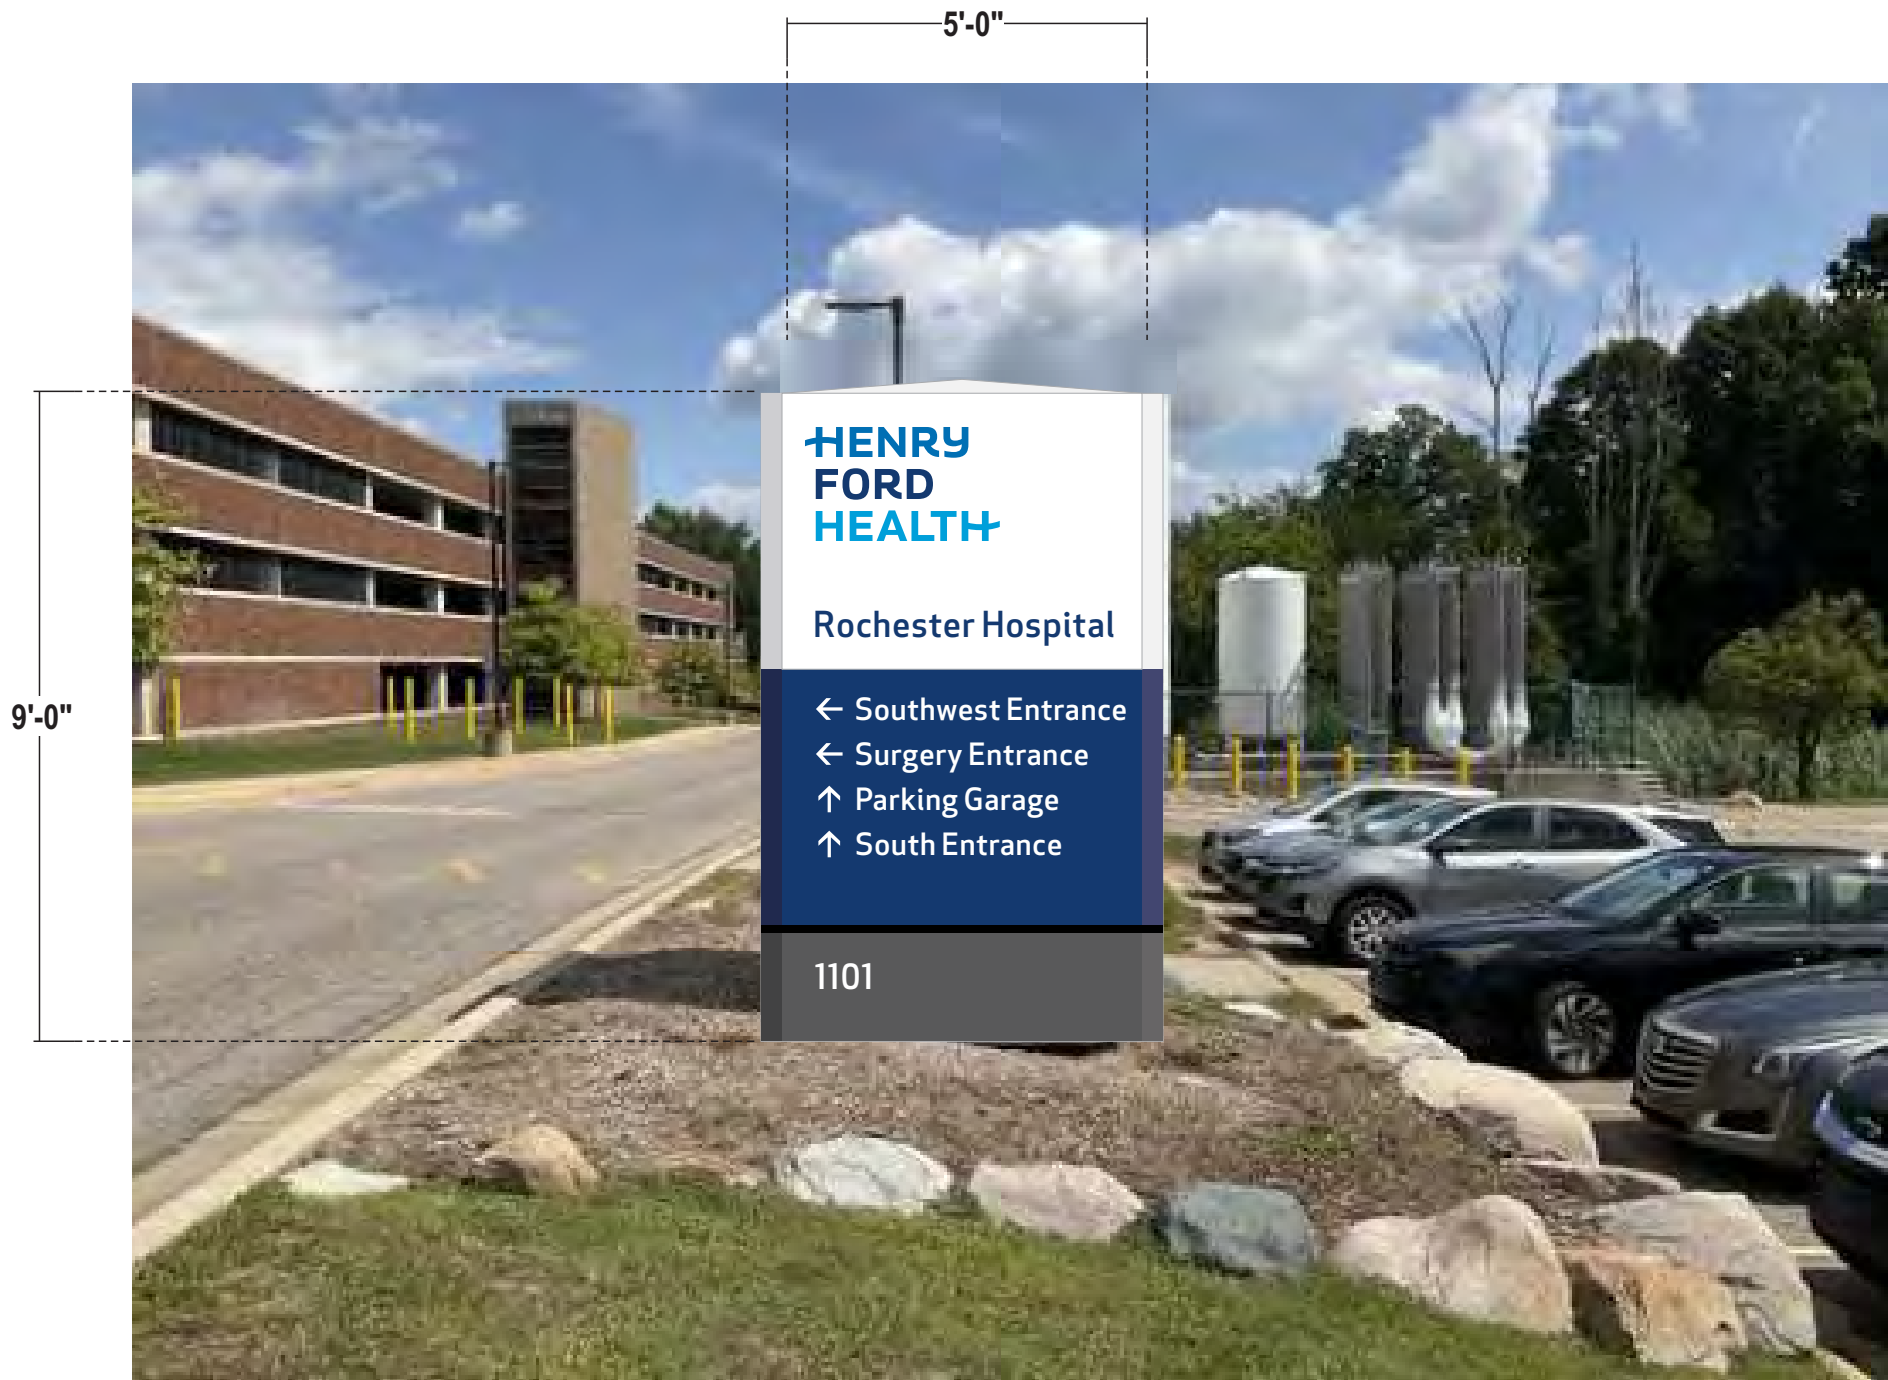 5'-0"
9'-0"
HENRY
FORD
HEALTH
Rochester Hospital
← Southwest Entrance
← Surgery Entrance
↑ Parking Garage
↑ South Entrance
1101